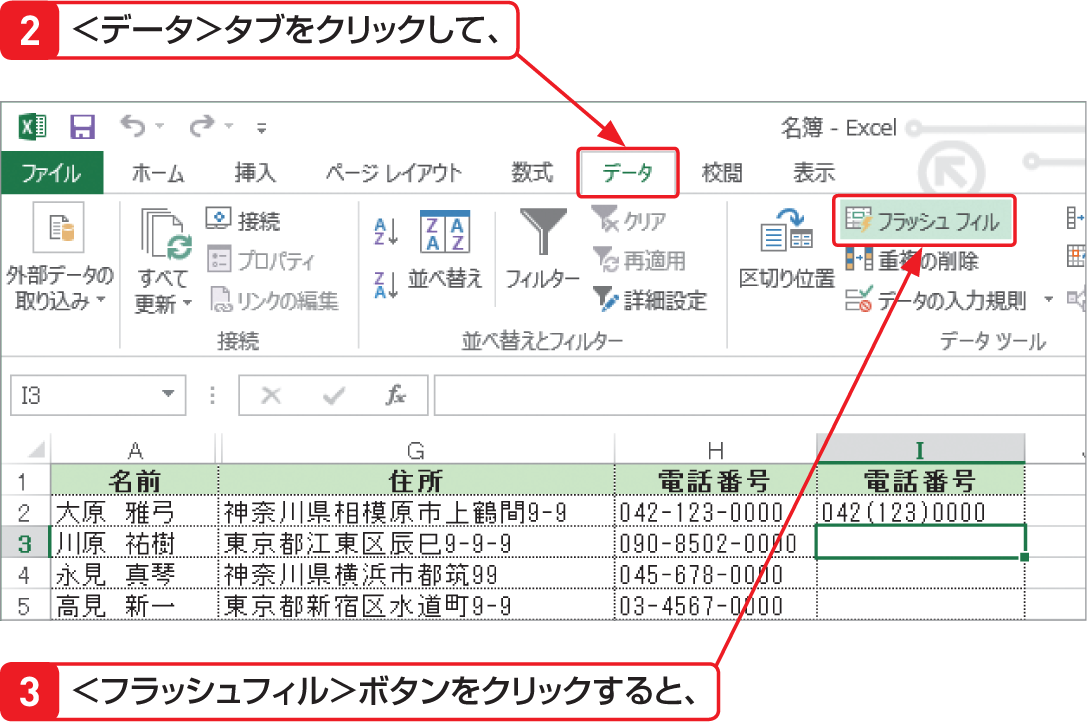 2 ＜データ＞タブをクリックして、
名簿 - Excel
ファイル ホーム 挿入 ページ レイアウト 数式 データ 校閲 表示
接続 クリア フラッシュ フィル
プロパティ 再適用 重複の削除
外部データの取り込み すべて更新 リンクの編集 並べ替え フィルター 詳細設定 区切り位置 データの入力規則
接続 並べ替えとフィルター データ ツール
I3 fx
A G H I
1 名前 住所 電話番号 電話番号
2 大原 雅弓 神奈川県相模原市上鶴間9-9 042-123-0000 042(123)0000
3 川原 祐樹 東京都江東区辰巳9-9-9 090-8502-0000
4 永見 真琴 神奈川県横浜市都筑99 045-678-0000
5 高見 新一 東京都新宿区水道町9-9 03-4567-0000
3 ＜フラッシュフィル＞ボタンをクリックすると、